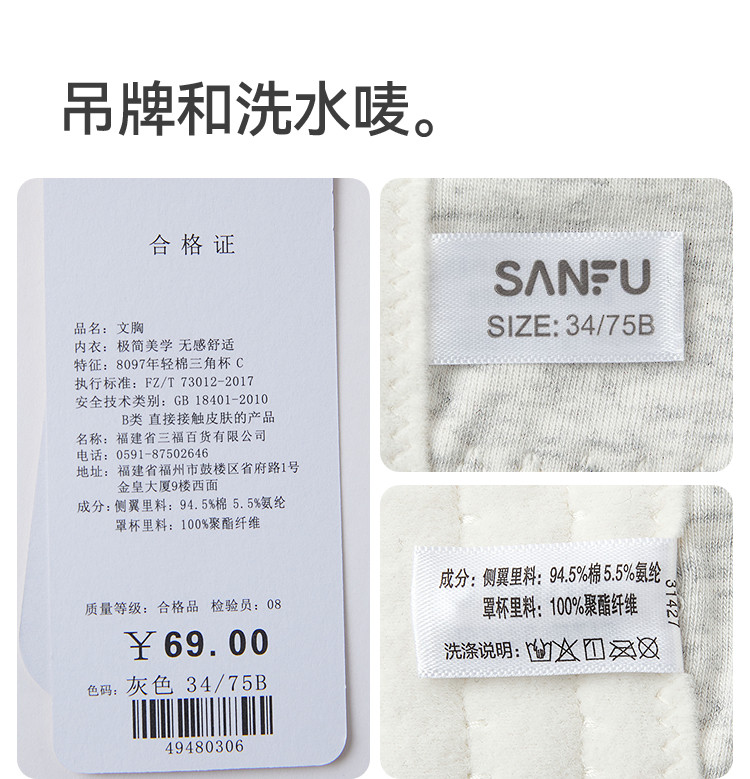 吊牌和洗水唛。
合格证
品名：文胸
内衣：极简美学 无感舒适
特征：8097年轻棉三角杯 C
执行标准：FZ/T 73012-2017
安全技术类别：GB 18401-2010
B类 直接接触皮肤的产品
名称：福建省三福百货有限公司
电话：0591-87502646
地址：福建省福州市鼓楼区省府路1号
金皇大厦9楼西面
成分：侧翼里料：94.5%棉 5.5%氨纶
罩杯里料：100%聚酯纤维
质量等级：合格品 检验员：08
￥69.00
色码：灰色 34/75B
49480306
SANFU
SIZE: 34/75B
成分：侧翼里料：94.5%棉 5.5%氨纶
罩杯里料：100%聚酯纤维
洗涤说明：
31427